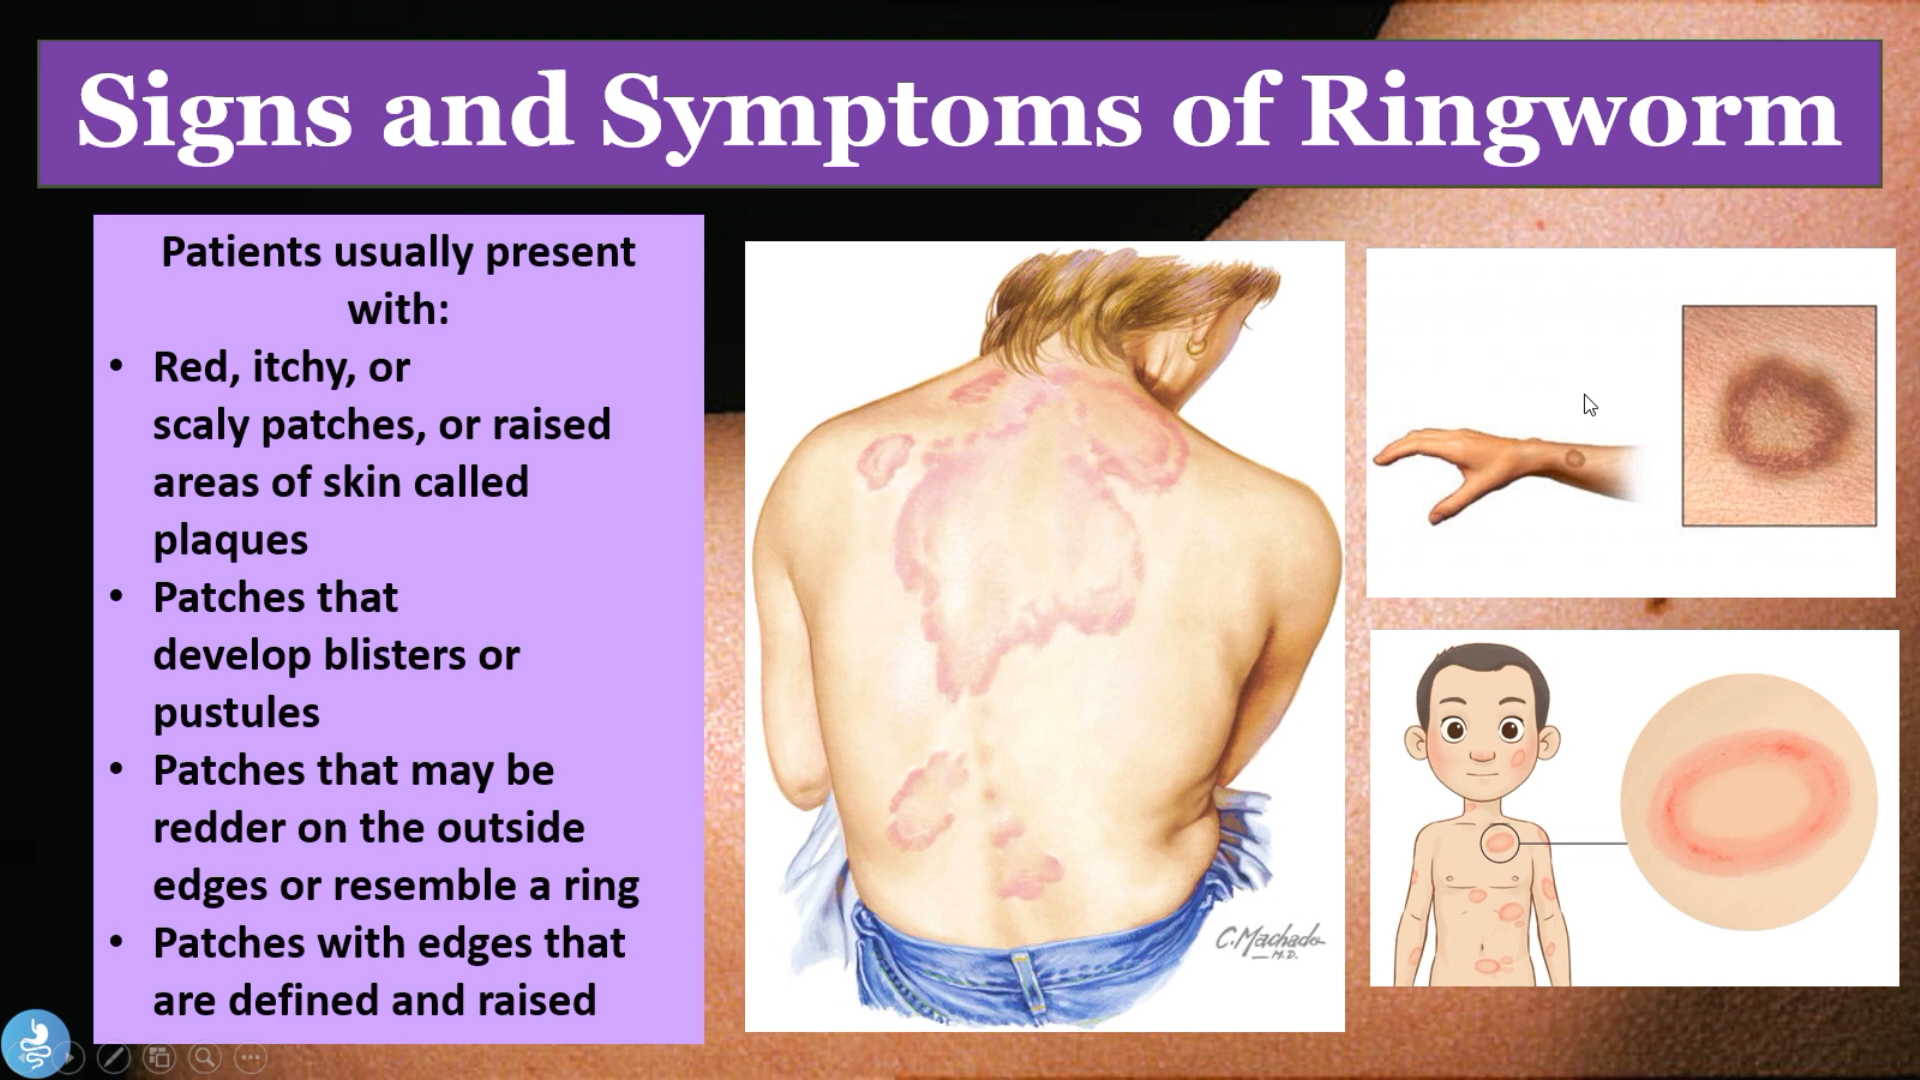 Signs and Symptoms of Ringworm
Patients usually present
with:
• Red, itchy, or
scaly patches, or raised
areas of skin called
plaques
• Patches that
develop blisters or
pustules
• Patches that may be
redder on the outside
edges or resemble a ring
• Patches with edges that
are defined and raised
C.Machado
M.D.